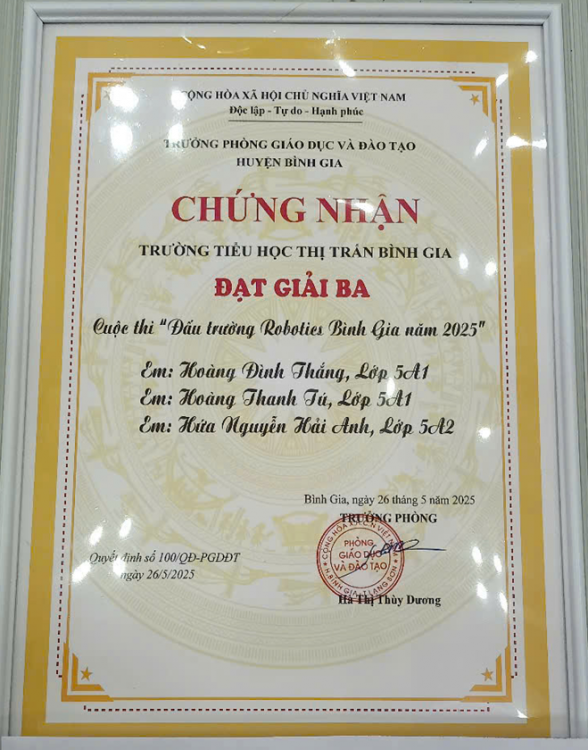 CỘNG HÒA XÃ HỘI CHỦ NGHĨA VIỆT NAM
Độc lập - Tự do - Hạnh phúc
TRƯỞNG PHÒNG GIÁO DỤC VÀ ĐÀO TẠO
HUYỆN BÌNH GIA
CHỨNG NHẬN
TRƯỜNG TIỂU HỌC THỊ TRẤN BÌNH GIA
ĐẠT GIẢI BA
Cuộc thi "Đấu trường Robotics Bình Gia năm 2025"
Em: Hoàng Đình Thắng, Lớp 5A1
Em: Hoàng Thanh Tú, Lớp 5A1
Em: Hứa Nguyễn Hải Anh, Lớp 5A2
Bình Gia, ngày 26 tháng 5 năm 2025
TRƯỞNG PHÒNG
PHÒNG
GIÁO DỤC
VÀ ĐÀO TẠO
H.BÌNH GIA - T.LẠNG SƠN
Quyết định số 100/QĐ-PGDĐT
ngày 26/5/2025
Hà Thị Thùy Dương